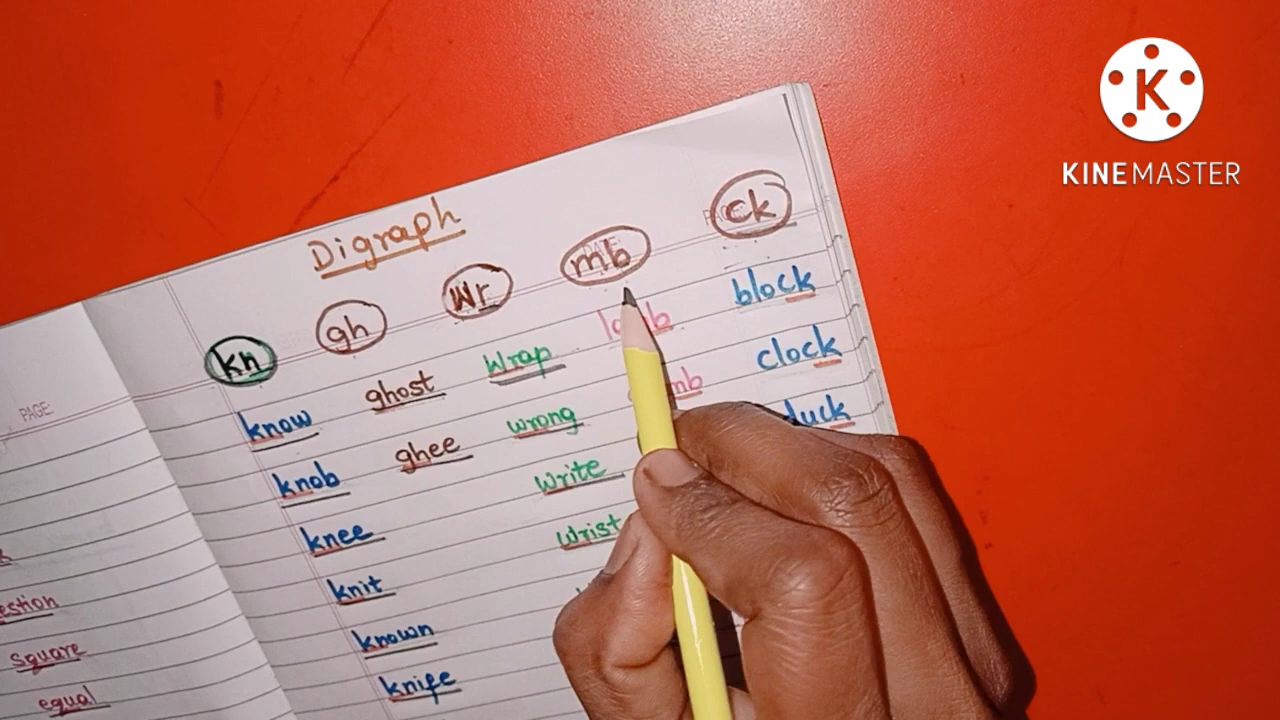 K
KINEMASTER
Digraph
kn gh wr mb ck
know ghost wrap block
knob ghee wrong clock
knee write duck
knit wrist
known
knife
PAGE:
square
equal